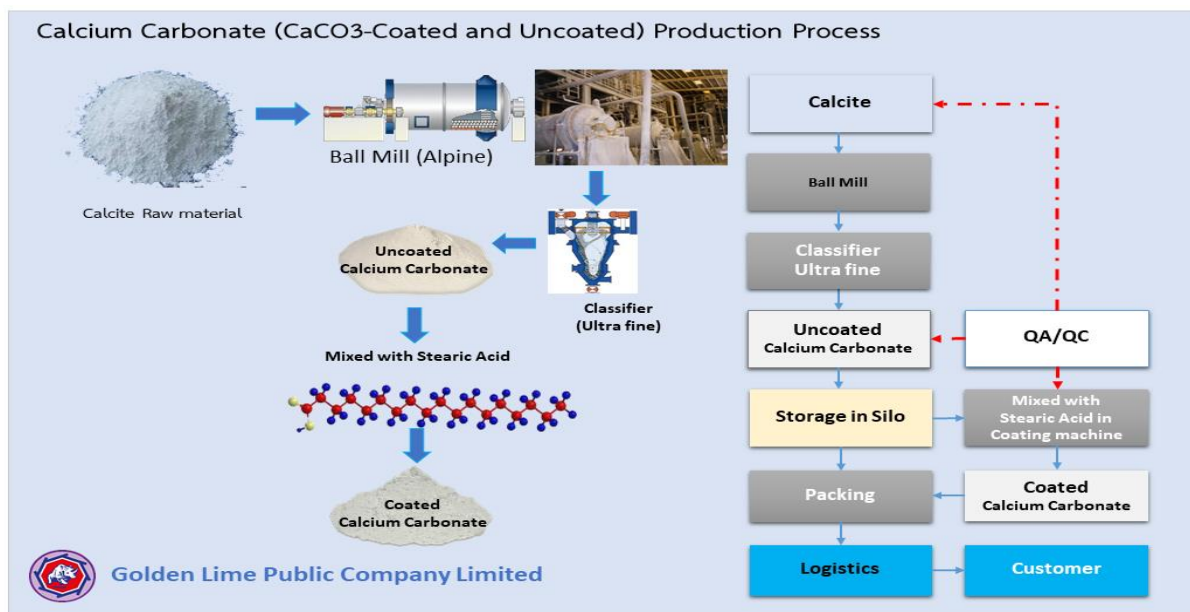 Calcium Carbonate (CaCO3-Coated and Uncoated) Production Process
Calcite Raw material
Ball Mill (Alpine)
Uncoated
Calcium Carbonate
Classifier
(Ultra fine)
Mixed with Stearic Acid
Coated
Calcium Carbonate
Calcite
Ball Mill
Classifier
Ultra fine
Uncoated
Calcium Carbonate
QA/QC
Storage in Silo
Mixed with
Stearic Acid in
Coating machine
Packing
Coated
Calcium Carbonate
Logistics
Customer
Golden Lime Public Company Limited